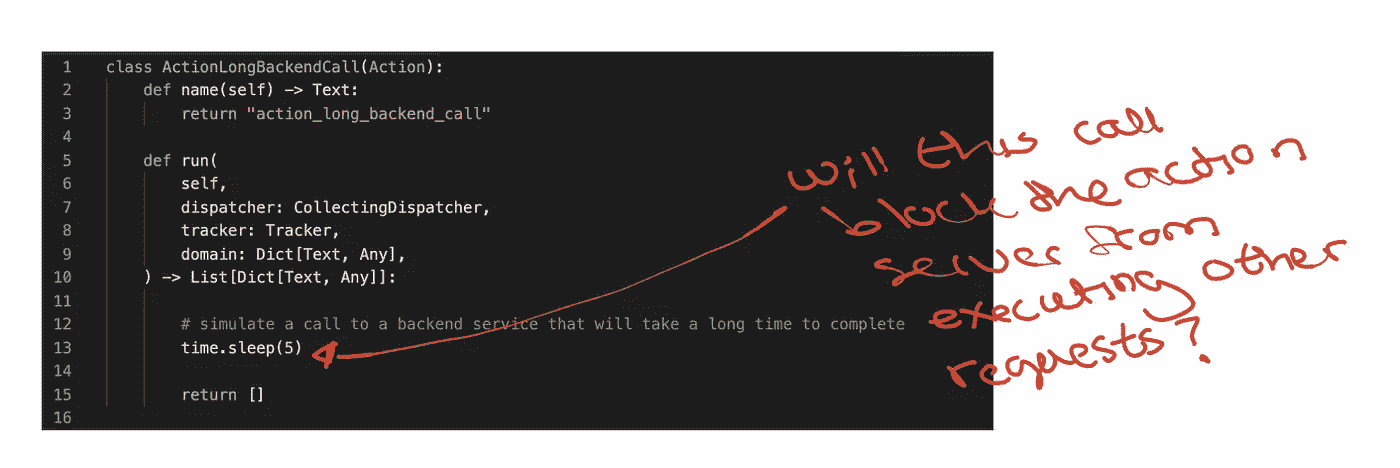 1 class ActionLongBackendCall(Action):
2 def name(self) -> Text:
3 return "action_long_backend_call"
4
5 def run(
6 self,
7 dispatcher: CollectingDispatcher,
8 tracker: Tracker,
9 domain: Dict[Text, Any],
10 ) -> List[Dict[Text, Any]]:
11
12 # simulate a call to a backend service that will take a long time to complete
13 time.sleep(5)
14
15 return []
16
will this call
block the action
server from
executing other
requests?